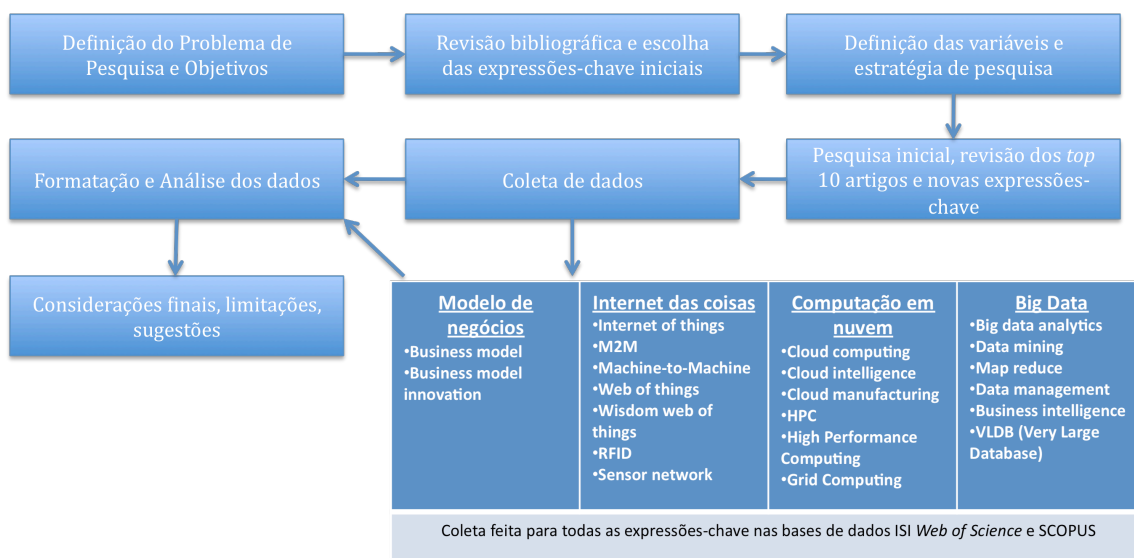 Definição do Problema de
Pesquisa e Objetivos
Revisão bibliográfica e escolha
das expressões-chave iniciais
Definição das variáveis e
estratégia de pesquisa
Pesquisa inicial, revisão dos top
10 artigos e novas expressões-
chave
Coleta de dados
Formatação e Análise dos dados
Considerações finais, limitações,
sugestões
Modelo de
negócios
•Business model
•Business model
innovation
Internet das coisas
•Internet of things
•M2M
•Machine-to-Machine
•Web of things
•Wisdom web of
things
•RFID
•Sensor network
Computação em
nuvem
•Cloud computing
•Cloud intelligence
•Cloud manufacturing
•HPC
•High Performance
Computing
•Grid Computing
Big Data
•Big data analytics
•Data mining
•Map reduce
•Data management
•Business intelligence
•VLDB (Very Large
Database)
Coleta feita para todas as expressões-chave nas bases de dados ISI Web of Science e SCOPUS